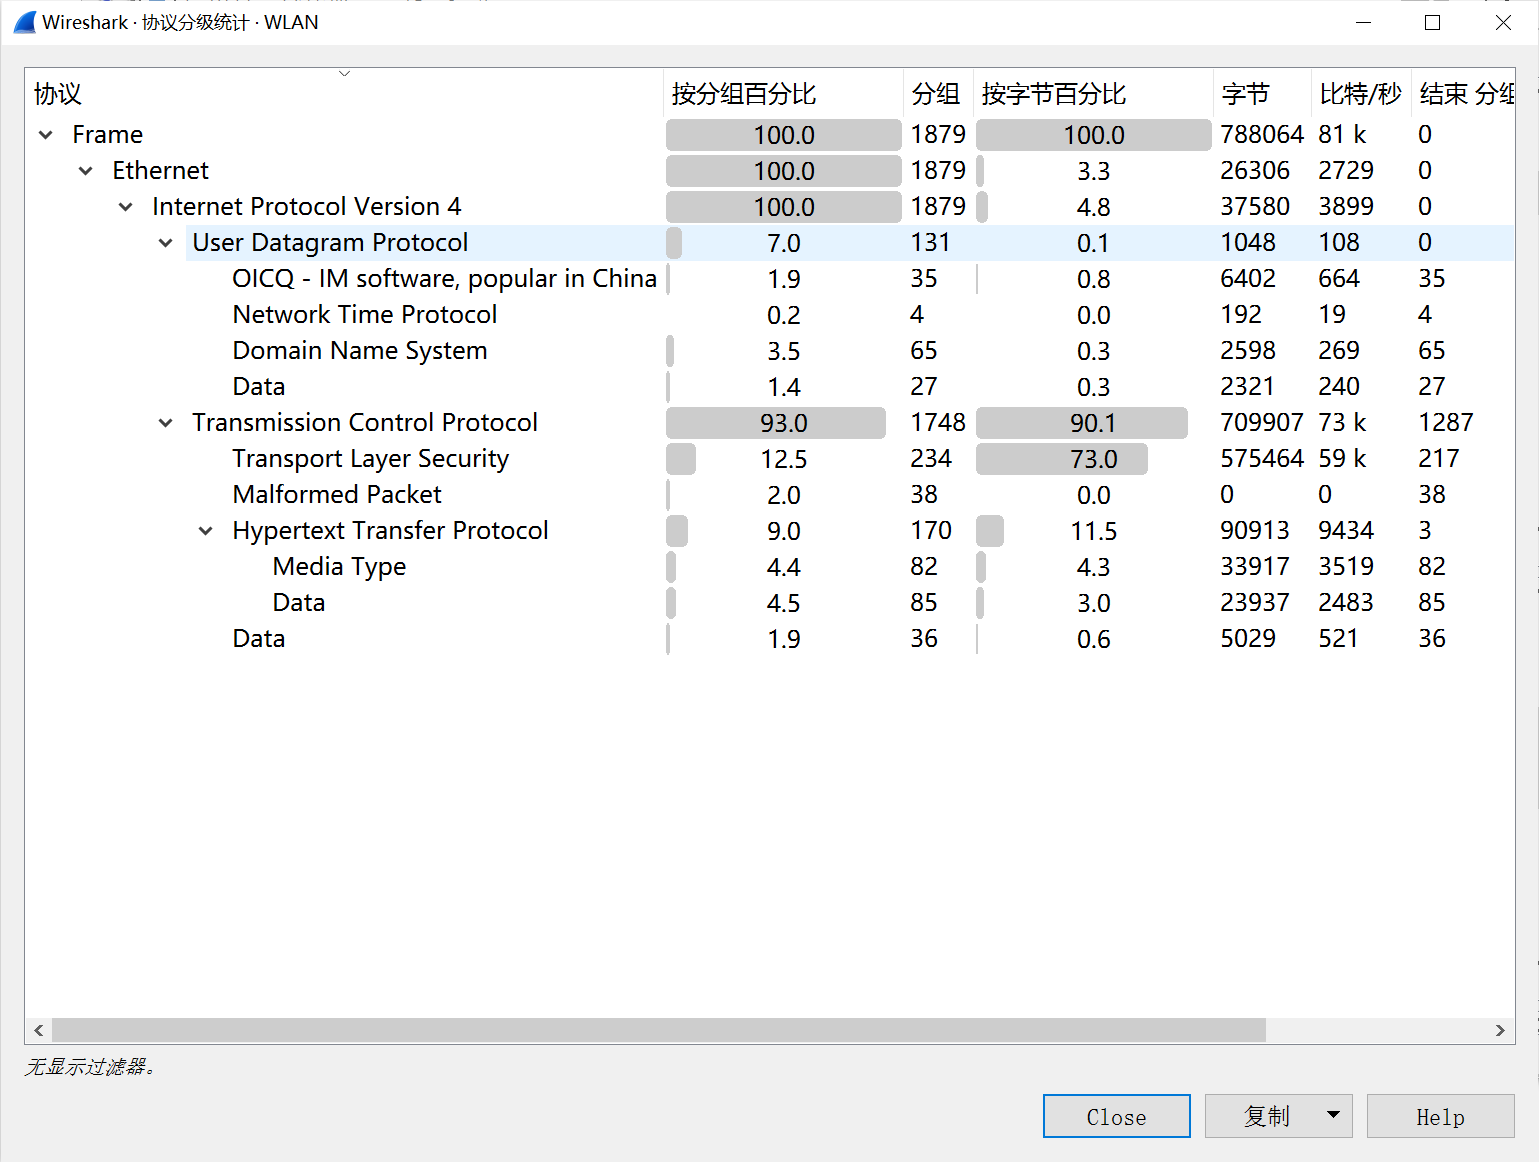 Wireshark · 协议分级统计 · WLAN
协议 按分组百分比 分组 按字节百分比 字节 比特/秒 结束 分组
Frame 100.0 1879 100.0 788064 81 k 0
Ethernet 100.0 1879 3.3 26306 2729 0
Internet Protocol Version 4 100.0 1879 4.8 37580 3899 0
User Datagram Protocol 7.0 131 0.1 1048 108 0
OICQ - IM software, popular in China 1.9 35 0.8 6402 664 35
Network Time Protocol 0.2 4 0.0 192 19 4
Domain Name System 3.5 65 0.3 2598 269 65
Data 1.4 27 0.3 2321 240 27
Transmission Control Protocol 93.0 1748 90.1 709907 73 k 1287
Transport Layer Security 12.5 234 73.0 575464 59 k 217
Malformed Packet 2.0 38 0.0 0 0 38
Hypertext Transfer Protocol 9.0 170 11.5 90913 9434 3
Media Type 4.4 82 4.3 33917 3519 82
Data 4.5 85 3.0 23937 2483 85
Data 1.9 36 0.6 5029 521 36
无显示过滤器。
Close 复制 Help